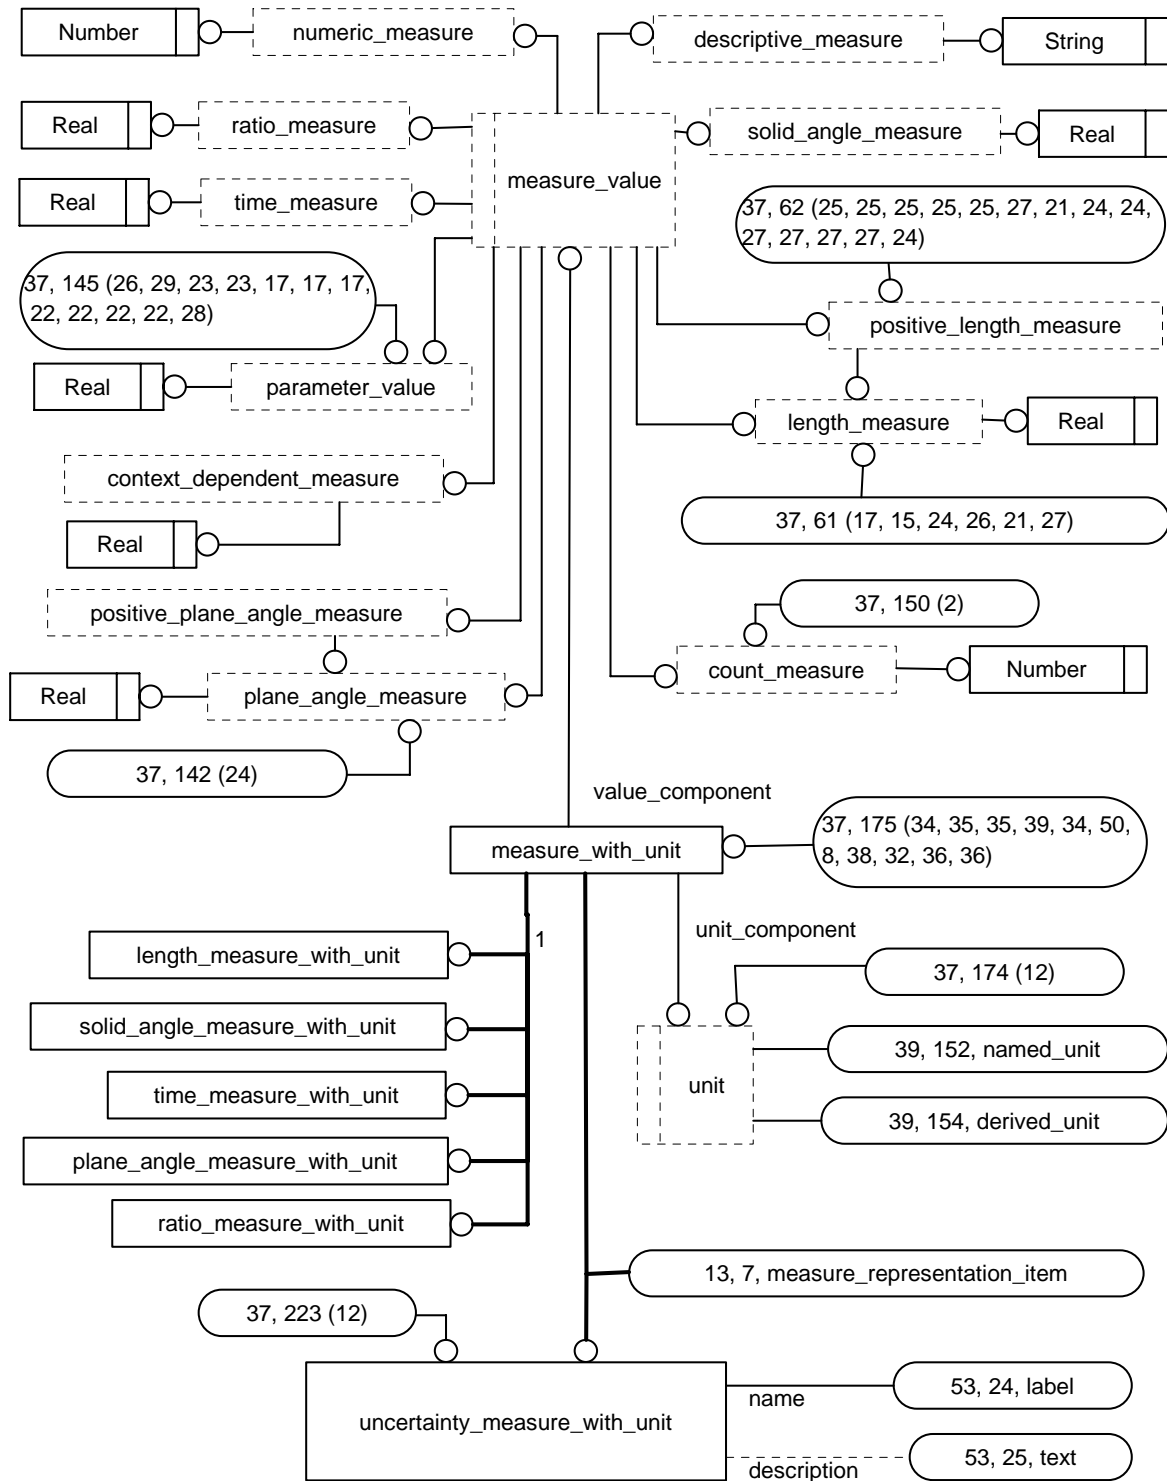 Number
numeric_measure
descriptive_measure
String
Real
ratio_measure
solid_angle_measure
Real
measure_value
Real
time_measure
37, 62 (25, 25, 25, 25, 25, 27, 21, 24, 24,
27, 27, 27, 27, 24)
37, 145 (26, 29, 23, 23, 17, 17, 17,
22, 22, 22, 22, 28)
positive_length_measure
Real
parameter_value
length_measure
Real
context_dependent_measure
37, 61 (17, 15, 24, 26, 21, 27)
Real
positive_plane_angle_measure
37, 150 (2)
count_measure
Number
Real
plane_angle_measure
37, 142 (24)
value_component
measure_with_unit
37, 175 (34, 35, 35, 39, 34, 50,
8, 38, 32, 36, 36)
1
unit_component
length_measure_with_unit
37, 174 (12)
solid_angle_measure_with_unit
39, 152, named_unit
unit
time_measure_with_unit
39, 154, derived_unit
plane_angle_measure_with_unit
ratio_measure_with_unit
13, 7, measure_representation_item
37, 223 (12)
53, 24, label
name
uncertainty_measure_with_unit
53, 25, text
description